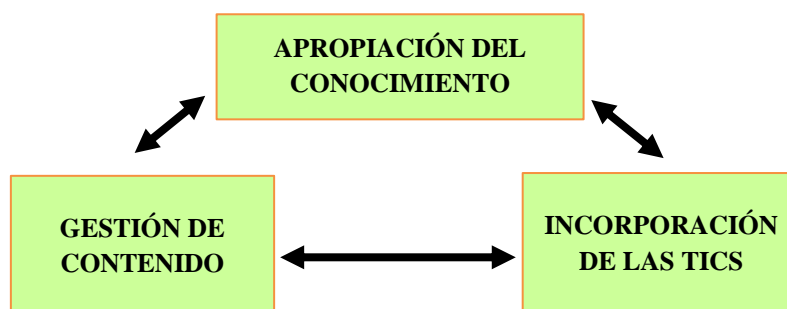 APROPIACIÓN DEL
CONOCIMIENTO
GESTIÓN DE
CONTENIDO
INCORPORACIÓN
DE LAS TICS